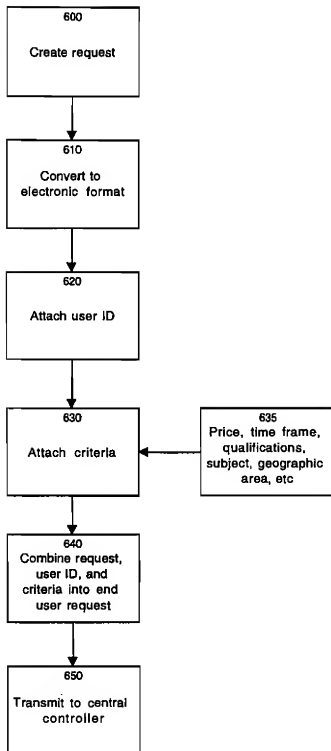 600
Create request
610
Convert to
electronic format
620
Attach user ID
630
Attach criteria
635
Price, time frame,
qualifications,
subject, geographic
area, etc
640
Combine request,
user ID, and
criteria into end
user request
650
Transmit to central
controller